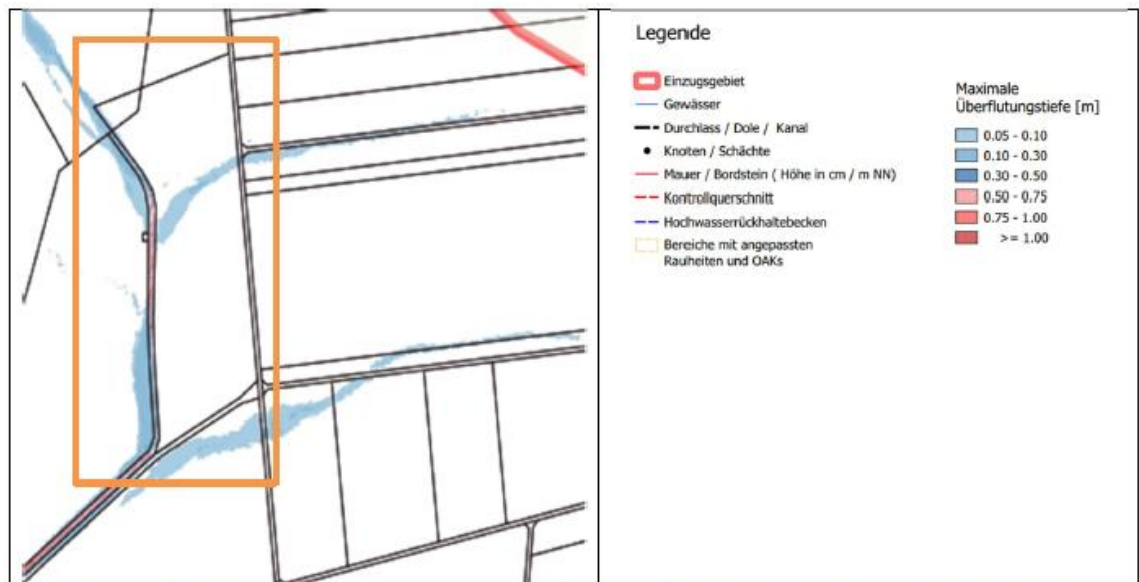 Legende
Einzugsgebiet
Gewässer
Durchlass / Dole / Kanal
Knoten / Schächte
Mauer / Bordstein ( Höhe in cm / m NN)
Kontrollquerschnitt
Hochwasserrückhaltebecken
Bereiche mit angepassten
Rauheiten und OAKs
Maximale
Überflutungstiefe [m]
0.05 - 0.10
0.10 - 0.30
0.30 - 0.50
0.50 - 0.75
0.75 - 1.00
>= 1.00